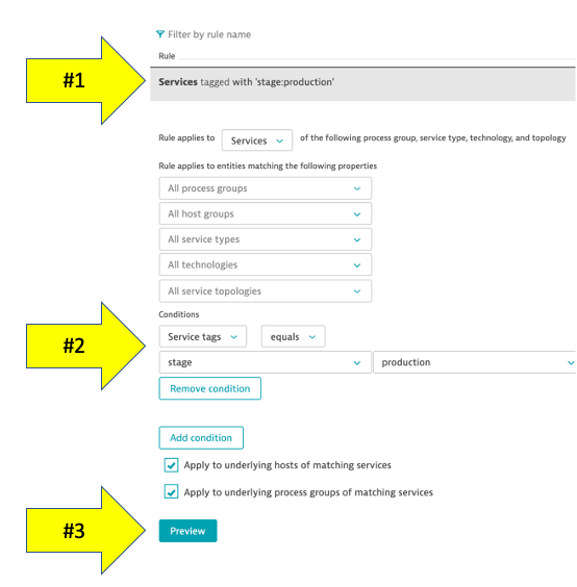 Filter by rule name
Rule
#1
Services tagged with 'stage:production'
Rule applies to Services of the following process group, service type, technology, and topology
Rule applies to entities matching the following properties
All process groups
All host groups
All service types
All technologies
All service topologies
Conditions
#2
Service tags equals
stage production
Remove condition
Add condition
Apply to underlying hosts of matching services
Apply to underlying process groups of matching services
#3
Preview